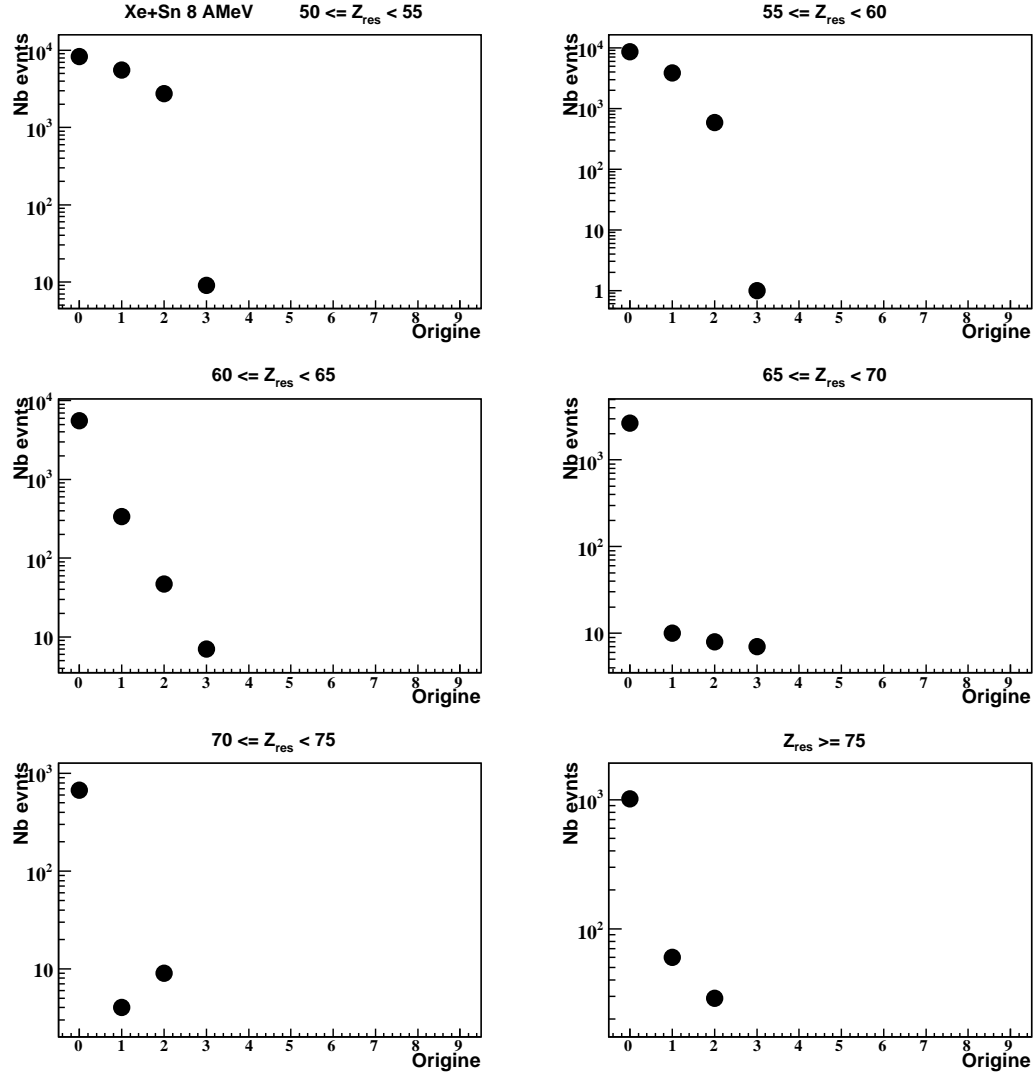 Xe+Sn 8 AMeV 50 <= Z_res < 55
Nb evnts
10^4
10^3
10^2
10
0 1 2 3 4 5 6 7 8 9
Origine
55 <= Z_res < 60
Nb evnts
10^4
10^3
10^2
10
1
0 1 2 3 4 5 6 7 8 9
Origine
60 <= Z_res < 65
Nb evnts
10^4
10^3
10^2
10
0 1 2 3 4 5 6 7 8 9
Origine
65 <= Z_res < 70
Nb evnts
10^3
10^2
10
0 1 2 3 4 5 6 7 8 9
Origine
70 <= Z_res < 75
Nb evnts
10^3
10^2
10
0 1 2 3 4 5 6 7 8 9
Origine
Z_res >= 75
Nb evnts
10^3
10^2
0 1 2 3 4 5 6 7 8 9
Origine